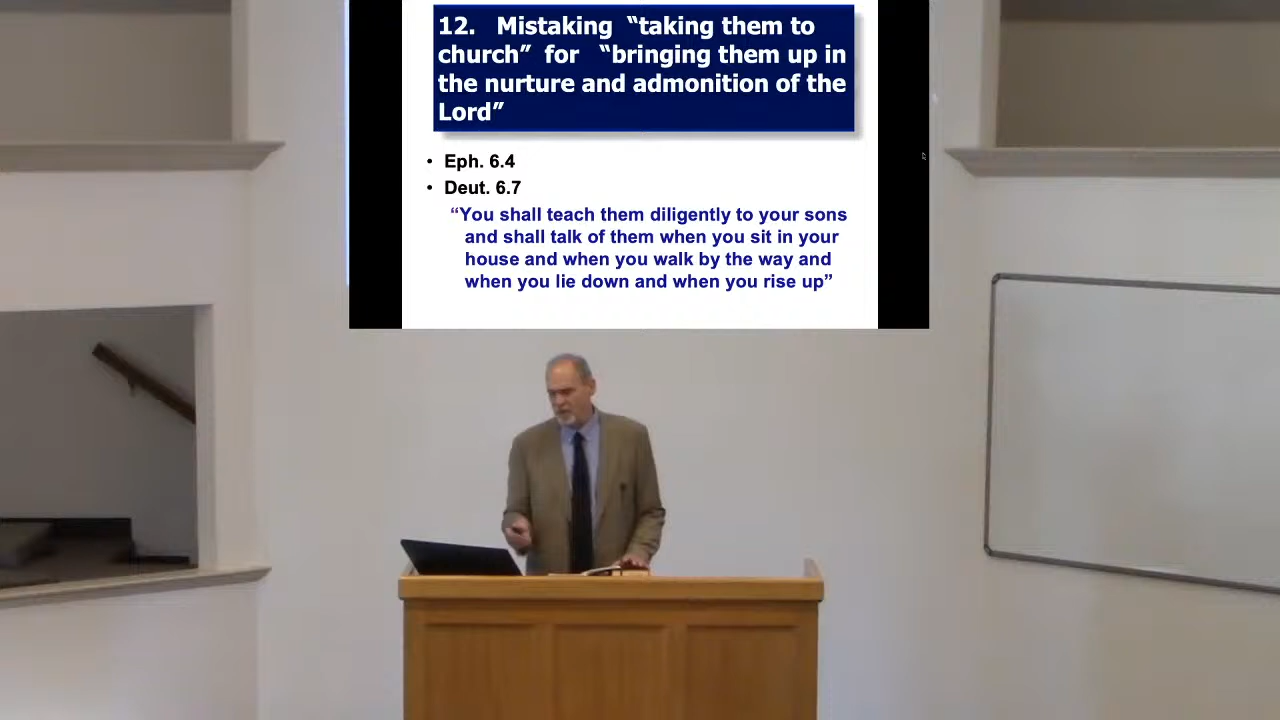 12. Mistaking “taking them to
church” for “bringing them up in
the nurture and admonition of the
Lord”
• Eph. 6.4
• Deut. 6.7
“You shall teach them diligently to your sons
and shall talk of them when you sit in your
house and when you walk by the way and
when you lie down and when you rise up”